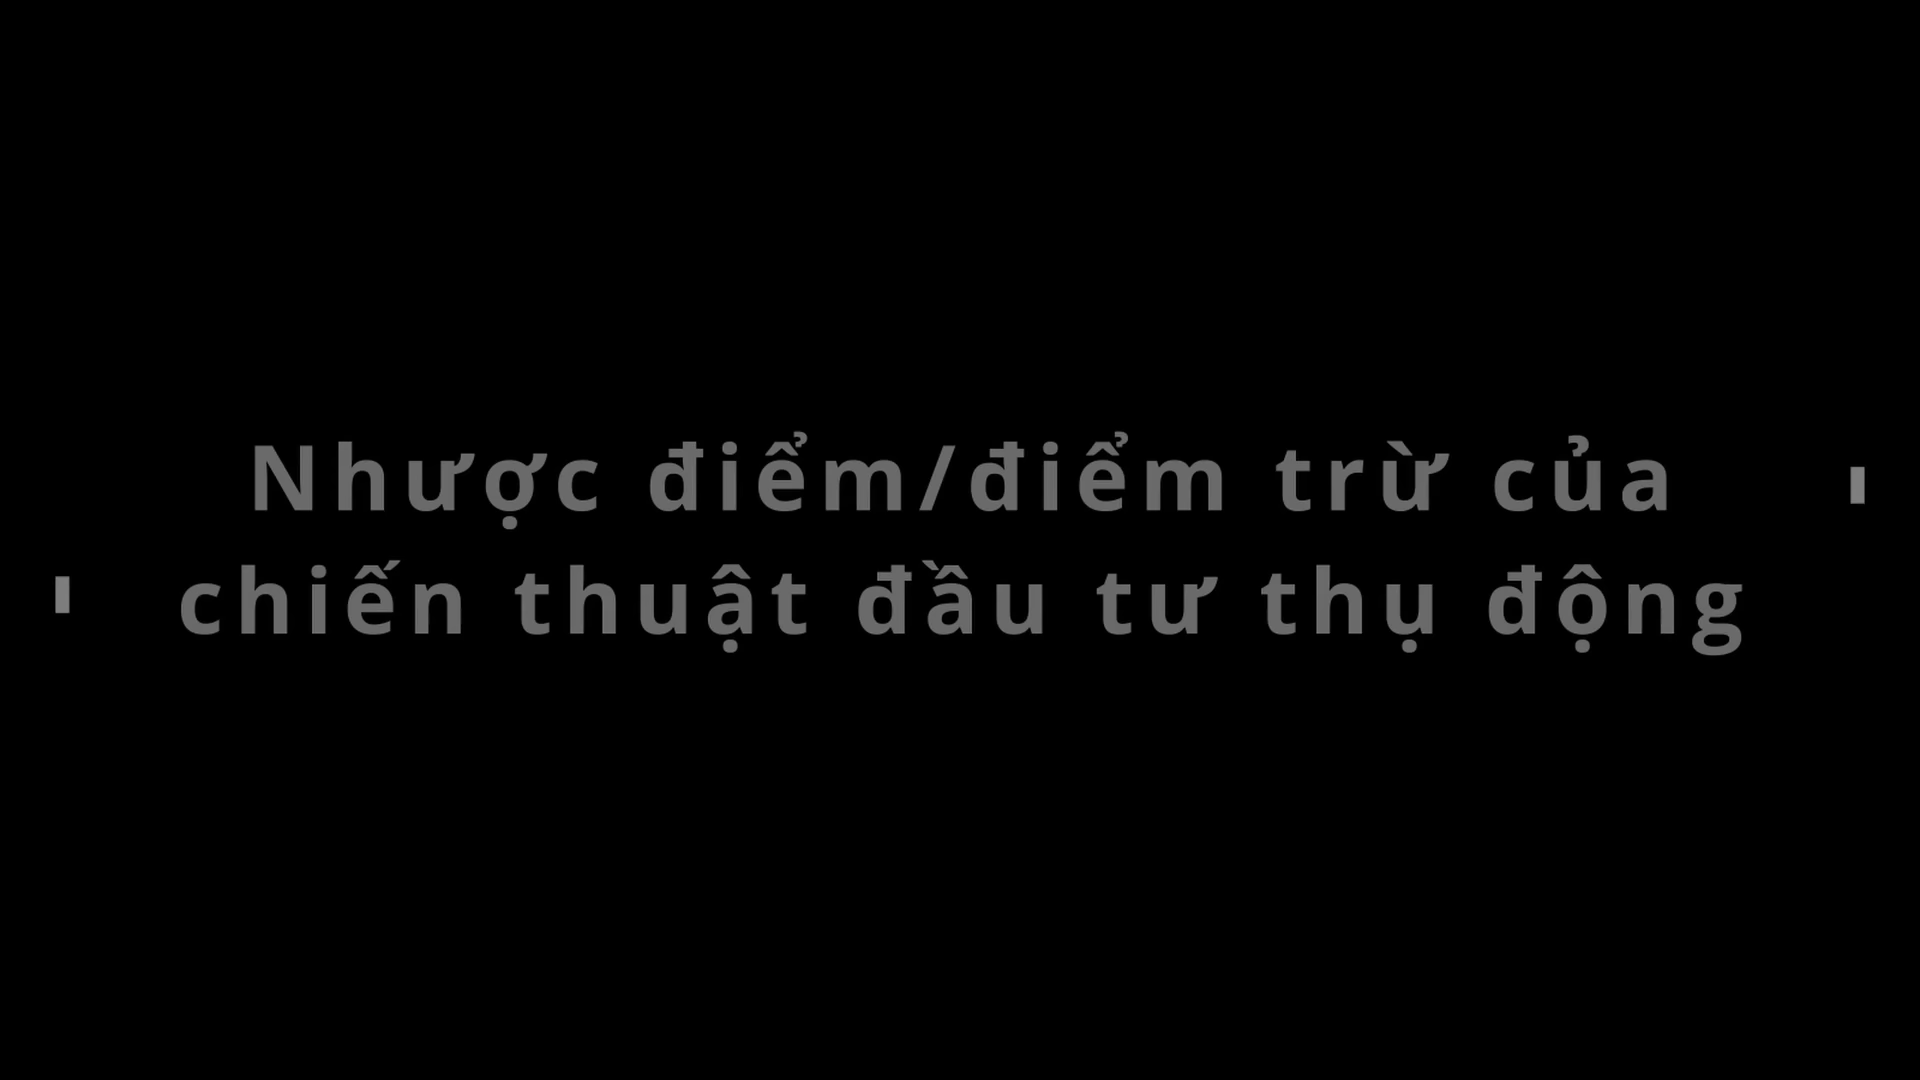 Nhược điểm/điểm trừ của
chiến thuật đầu tư thụ động